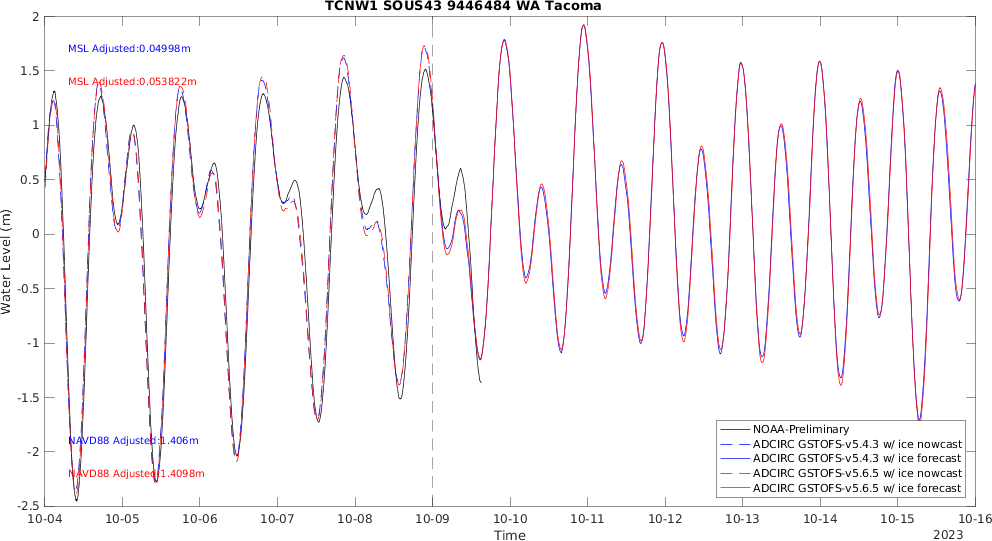 TCNW1 SOUS43 9446484 WA Tacoma
MSL Adjusted:0.04998m
MSL Adjusted:0.053822m
NAVD88 Adjusted:1.406m
NAVD88 Adjusted:1.4098m
Water Level (m)
2
1.5
1
0.5
0
-0.5
-1
-1.5
-2
-2.5
NOAA-Preliminary
ADCIRC GSTOFS-v5.4.3 w/ ice nowcast
ADCIRC GSTOFS-v5.4.3 w/ ice forecast
ADCIRC GSTOFS-v5.6.5 w/ ice nowcast
ADCIRC GSTOFS-v5.6.5 w/ ice forecast
10-04 10-05 10-06 10-07 10-08 10-09 10-10 10-11 10-12 10-13 10-14 10-15 10-16
Time
2023